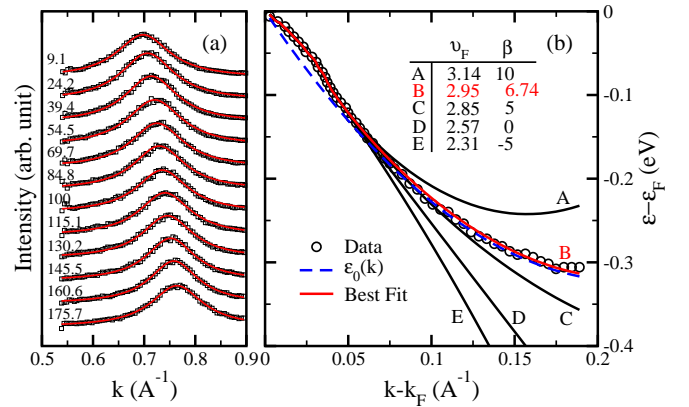 (a)
9.1
24.2
39.4
54.5
69.7
84.8
100
115.1
130.2
145.5
160.6
175.7
Intensity (arb. unit)
0.5 0.6 0.7 0.8 0.9
k (A⁻¹)
(b)
υ_F β
A 3.14 10
B 2.95 6.74
C 2.85 5
D 2.57 0
E 2.31 -5
A
B
C
D
E
Data
ε₀(k)
Best Fit
0
-0.1
-0.2
-0.3
-0.4
ε−ε_F (eV)
0 0.05 0.1 0.15 0.2
k-k_F (A⁻¹)